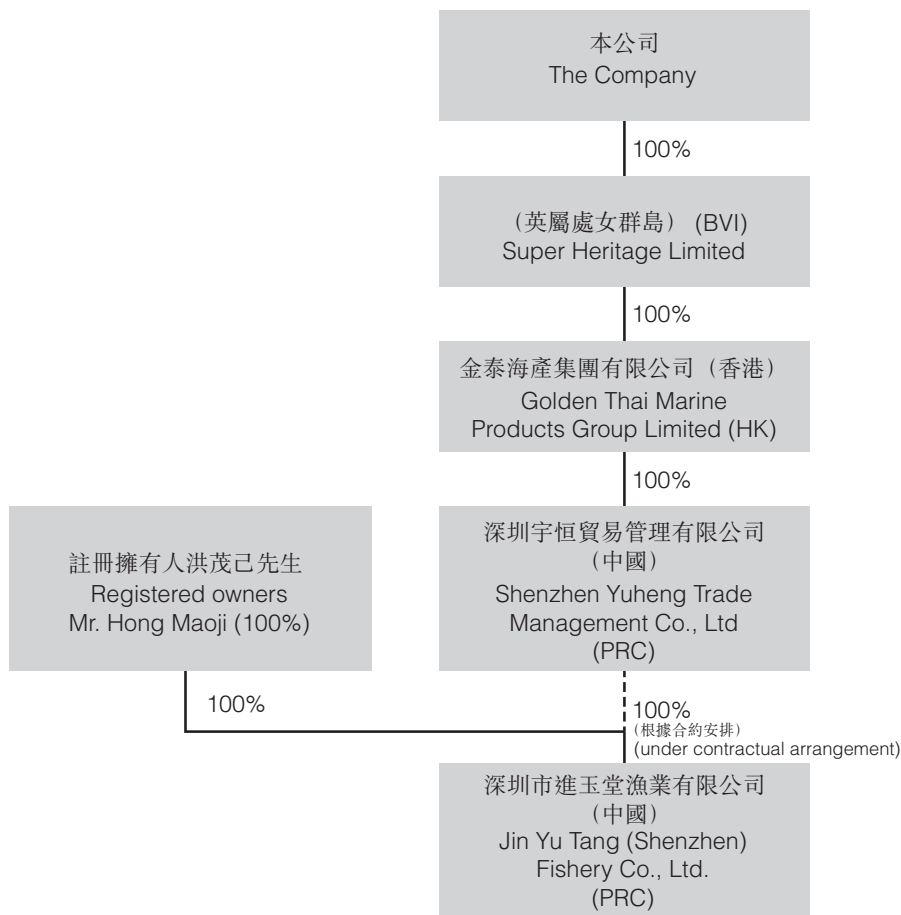 本公司
The Company
100%
（英屬處女群島） (BVI)
Super Heritage Limited
100%
金泰海產集團有限公司（香港）
Golden Thai Marine
Products Group Limited (HK)
100%
深圳宇恒貿易管理有限公司
（中國）
Shenzhen Yuheng Trade
Management Co., Ltd
(PRC)
註冊擁有人洪茂己先生
Registered owners
Mr. Hong Maoji (100%)
100%
100%
（根據合約安排）
(under contractual arrangement)
深圳市進玉堂漁業有限公司
（中國）
Jin Yu Tang (Shenzhen)
Fishery Co., Ltd.
(PRC)